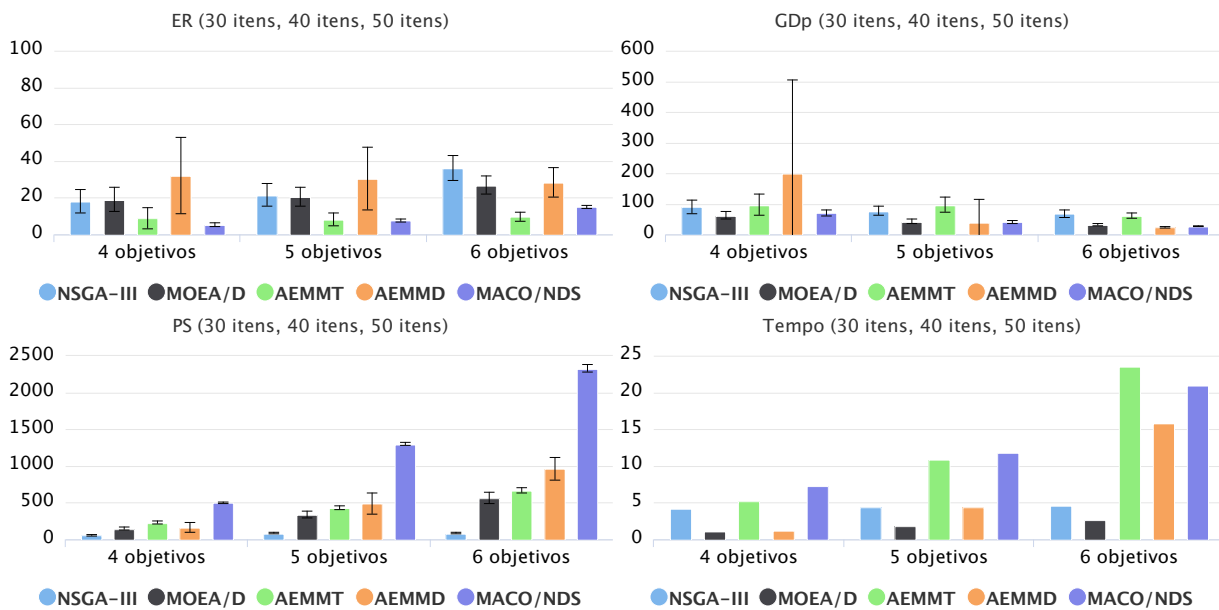 ER (30 itens, 40 itens, 50 itens)
100
80
60
40
20
0
4 objetivos 5 objetivos 6 objetivos
NSGA-III MOEA/D AEMMT AEMMD MACO/NDS
GDp (30 itens, 40 itens, 50 itens)
600
500
400
300
200
100
0
4 objetivos 5 objetivos 6 objetivos
NSGA-III MOEA/D AEMMT AEMMD MACO/NDS
PS (30 itens, 40 itens, 50 itens)
2500
2000
1500
1000
500
0
4 objetivos 5 objetivos 6 objetivos
NSGA-III MOEA/D AEMMT AEMMD MACO/NDS
Tempo (30 itens, 40 itens, 50 itens)
25
20
15
10
5
0
4 objetivos 5 objetivos 6 objetivos
NSGA-III MOEA/D AEMMT AEMMD MACO/NDS